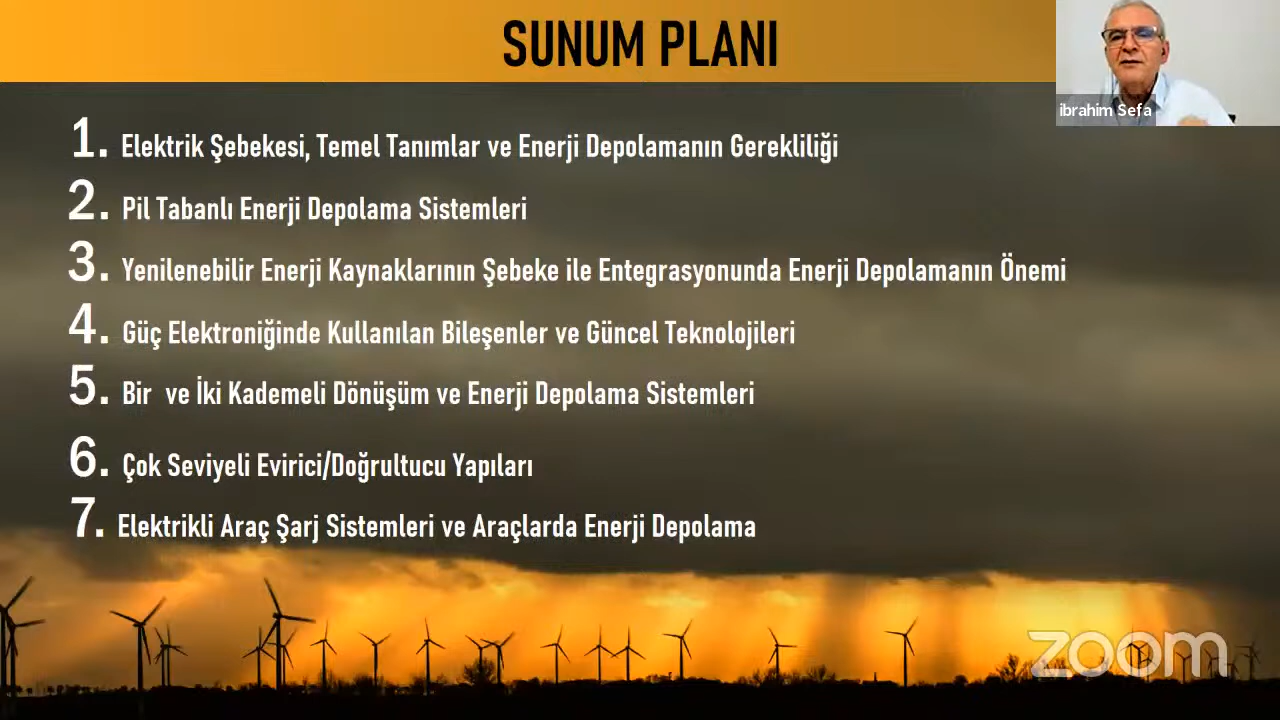 SUNUM PLANI
ibrahim Sefa
1. Elektrik Şebekesi, Temel Tanımlar ve Enerji Depolamanın Gerekliliği
2. Pil Tabanlı Enerji Depolama Sistemleri
3. Yenilenebilir Enerji Kaynaklarının Şebeke ile Entegrasyonunda Enerji Depolamanın Önemi
4. Güç Elektroniğinde Kullanılan Bileşenler ve Güncel Teknolojileri
5. Bir ve İki Kademeli Dönüşüm ve Enerji Depolama Sistemleri
6. Çok Seviyeli Evirici/Doğrultucu Yapıları
7. Elektrikli Araç Şarj Sistemleri ve Araçlarda Enerji Depolama
zoom